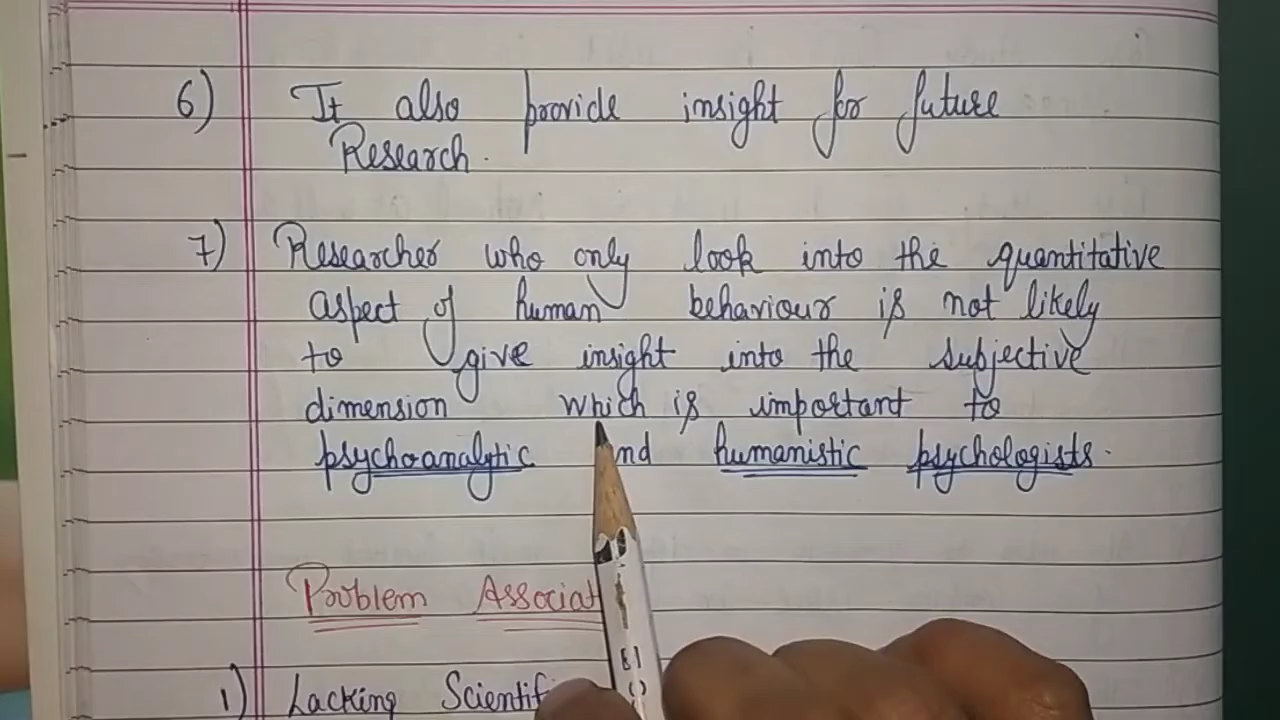 6) It also provide insight for future
Research.
7) Researcher who only look into the quantitative
aspect of human behaviour is not likely
to give insight into the subjective
dimension which is important to
psychoanalytic and humanistic psychologists.
Problem
1) Lacking